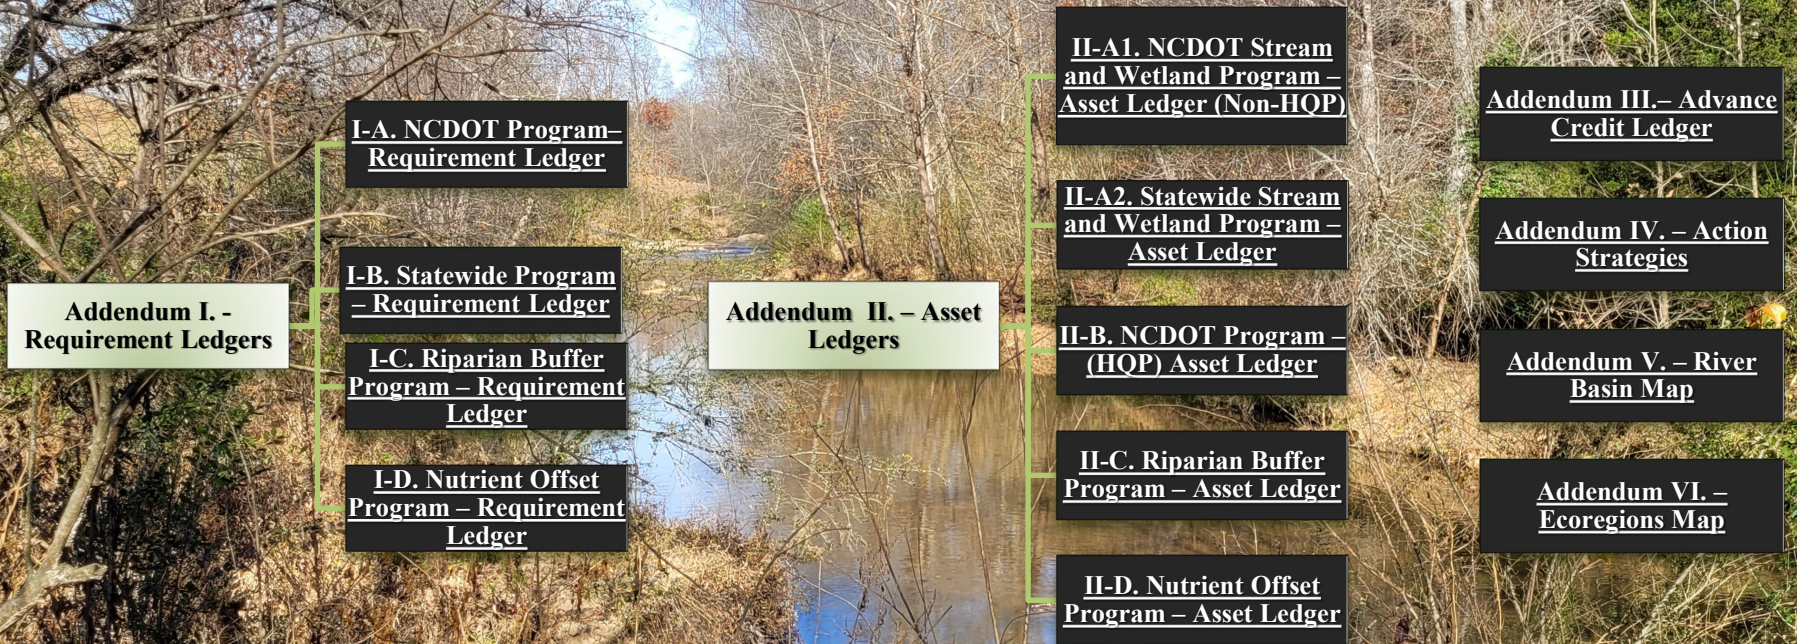 Addendum I. -
Requirement Ledgers
I-A. NCDOT Program–
Requirement Ledger
I-B. Statewide Program
– Requirement Ledger
I-C. Riparian Buffer
Program – Requirement
Ledger
I-D. Nutrient Offset
Program – Requirement
Ledger
Addendum II. – Asset
Ledgers
II-A1. NCDOT Stream
and Wetland Program –
Asset Ledger (Non-HQP)
II-A2. Statewide Stream
and Wetland Program –
Asset Ledger
II-B. NCDOT Program –
(HQP) Asset Ledger
II-C. Riparian Buffer
Program – Asset Ledger
II-D. Nutrient Offset
Program – Asset Ledger
Addendum III.– Advance
Credit Ledger
Addendum IV. – Action
Strategies
Addendum V. – River
Basin Map
Addendum VI. –
Ecoregions Map